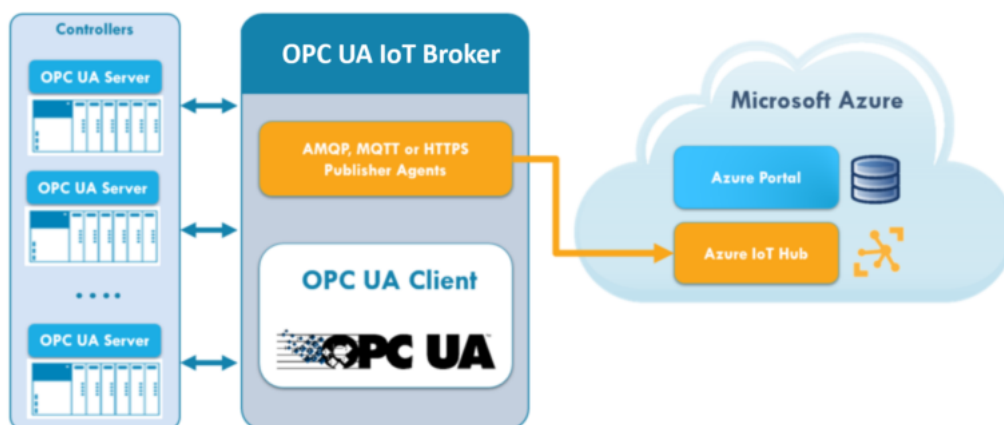 Controllers
OPC UA Server
OPC UA Server
....
OPC UA Server
OPC UA IoT Broker
AMQP, MQTT or HTTPS
Publisher Agents
OPC UA Client
OPC UA
Microsoft Azure
Azure Portal
Azure IoT Hub